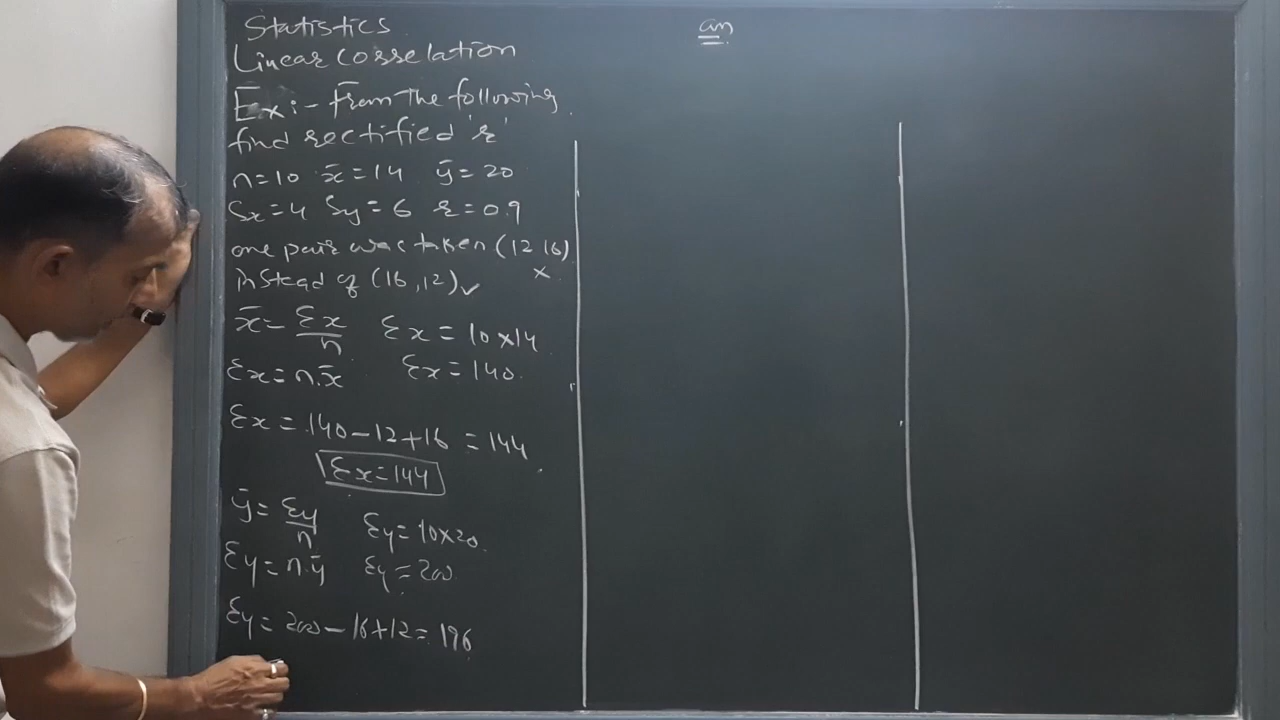 an
Statistics
Linear Correlation
Ex:- From the following
find rectified 'r'
n=10 x̄=14 ȳ=20
Sx=4 Sy=6 r=0.9
one pair was taken (12 16) ×
instead of (16,12)✓
x̄ = Σx/n Σx = 10×14
Σx = n.x̄ Σx = 140.
Σx = 140-12+16 = 144
Σx=144
ȳ = Σy/n Σy = 10×20
Σy = n.ȳ Σy = 200
Σy = 200-16+12 = 196